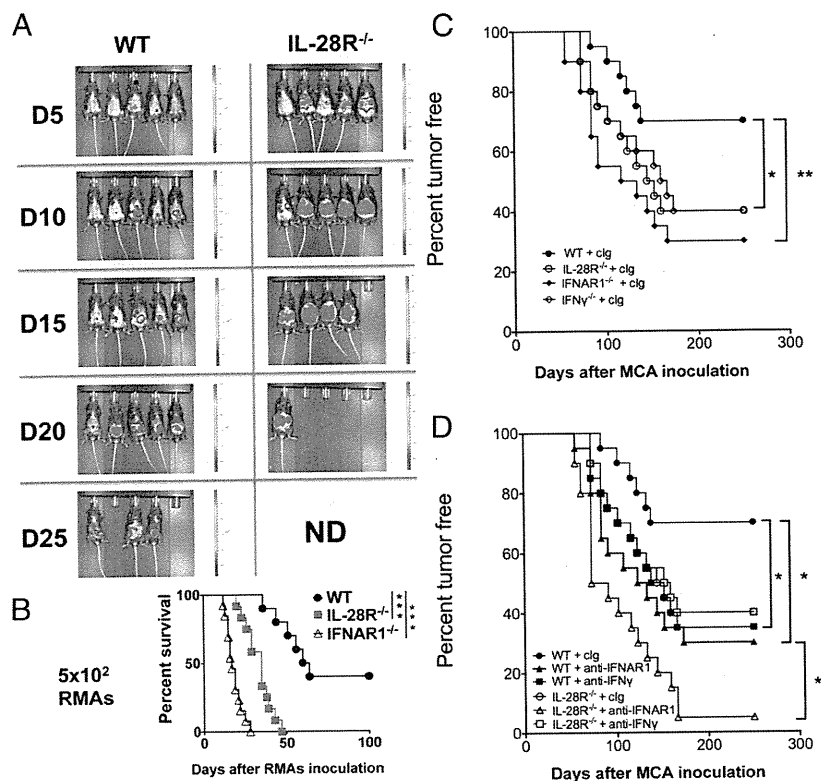 A
WT
IL-28R-/-
D5
D10
D15
D20
D25
ND
B
5x10²
RMAs
Percent survival
100
50
0
0
50
100
Days after RMAs inoculation
WT
IL-28R-/-
IFNAR1-/-
****
****
C
Percent tumor free
100
80
60
40
20
0
0
100
200
300
Days after MCA inoculation
WT + cIg
IL-28R-/- + cIg
IFNAR1-/- + cIg
IFNγ-/- + cIg
*
**
D
Percent tumor free
100
80
60
40
20
0
0
100
200
300
Days after MCA inoculation
WT + cIg
WT + anti-IFNAR1
WT + anti-IFNγ
IL-28R-/- + cIg
IL-28R-/- + anti-IFNAR1
IL-28R-/- + anti-IFNγ
*
*
*